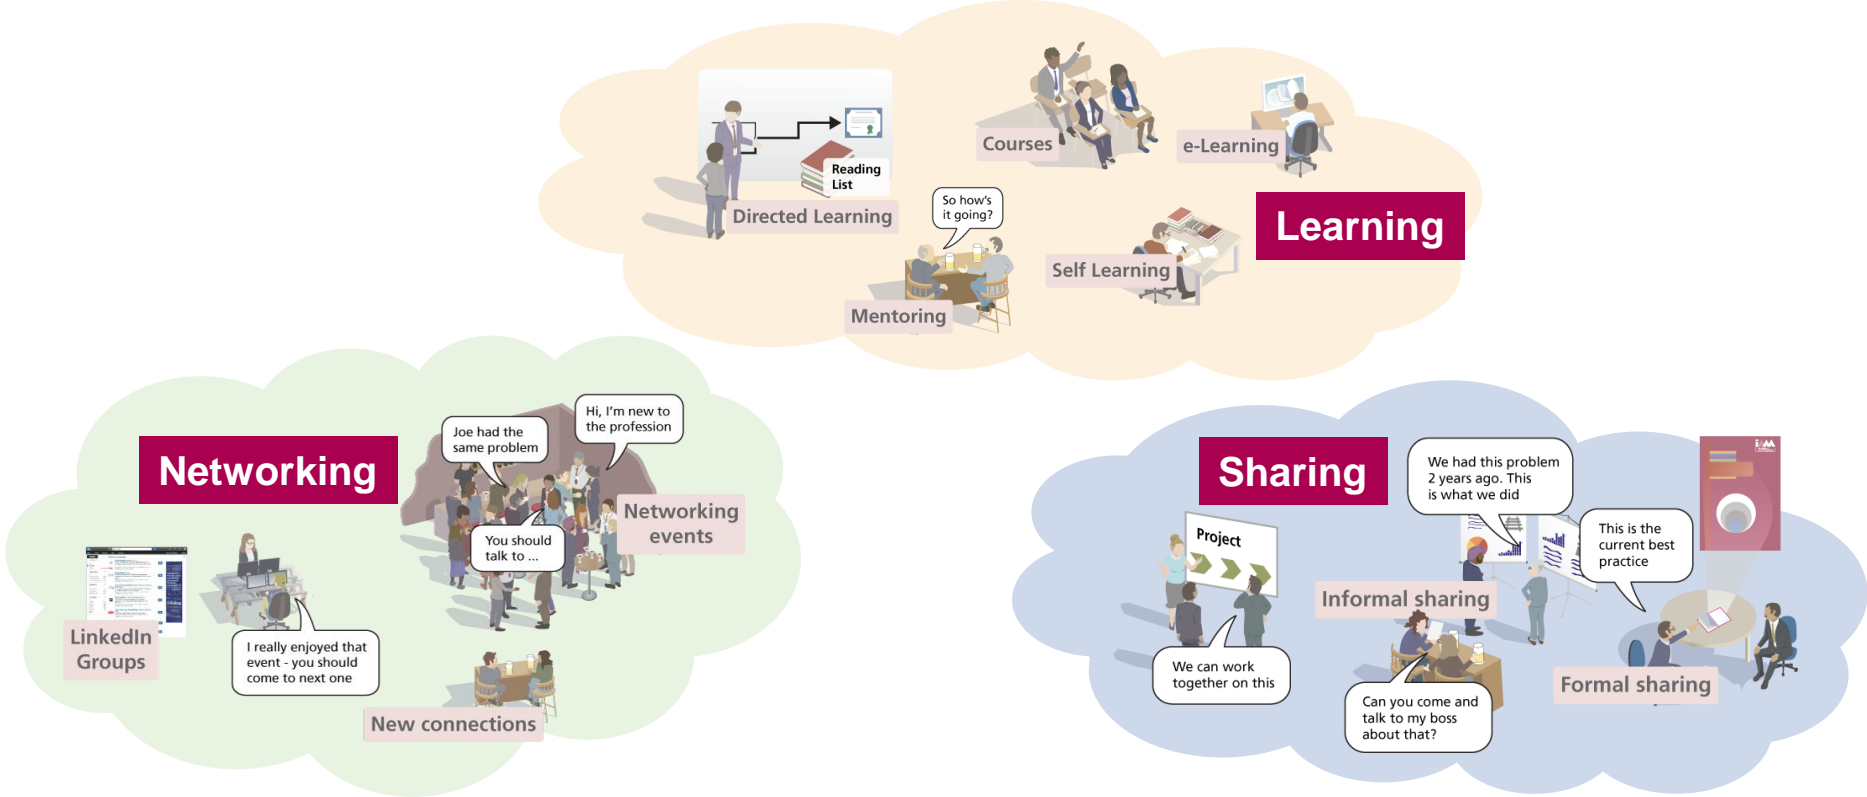 Reading
List
Directed Learning
Courses
e-Learning
So how's
it going?
Mentoring
Self Learning
Learning
Networking
Joe had the
same problem
Hi, I'm new to
the profession
You should
talk to ...
Networking
events
LinkedIn
Groups
I really enjoyed that
event - you should
come to next one
New connections
Sharing
Project
We can work
together on this
We had this problem
2 years ago. This
is what we did
Informal sharing
Can you come and
talk to my boss
about that?
This is the
current best
practice
Formal sharing